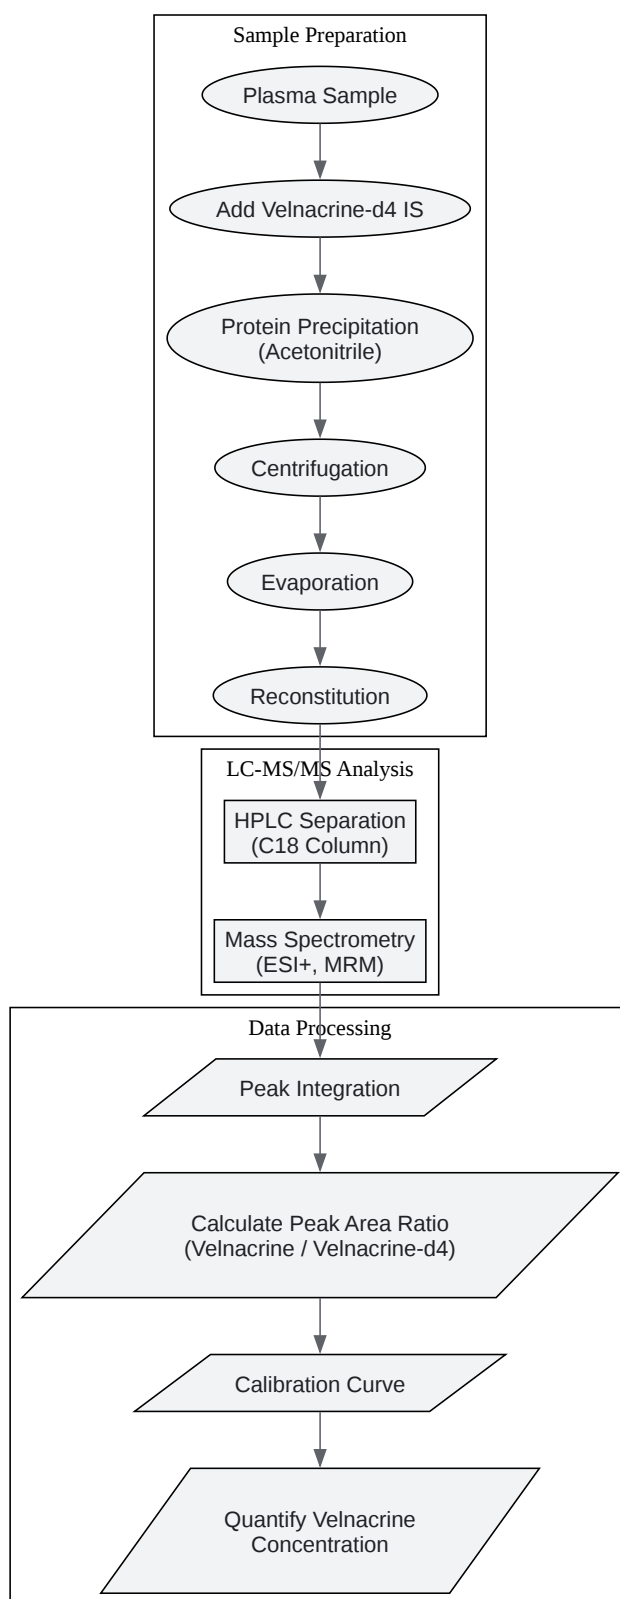 Sample Preparation
Plasma Sample
Add Velnacrine-d4 IS
Protein Precipitation
(Acetonitrile)
Centrifugation
Evaporation
Reconstitution
LC-MS/MS Analysis
HPLC Separation
(C18 Column)
Mass Spectrometry
(ESI+, MRM)
Data Processing
Peak Integration
Calculate Peak Area Ratio
(Velnacrine / Velnacrine-d4)
Calibration Curve
Quantify Velnacrine
Concentration